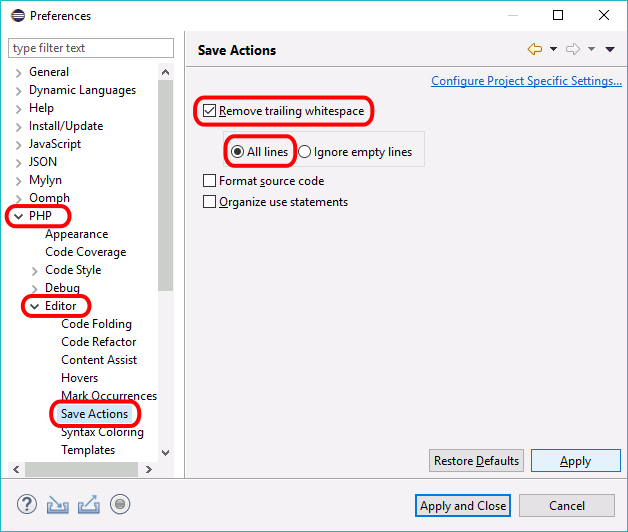 Preferences
type filter text
General
Dynamic Languages
Help
Install/Update
JavaScript
JSON
Mylyn
Oomph
PHP
Appearance
Code Coverage
Code Style
Debug
Editor
Code Folding
Code Refactor
Content Assist
Hovers
Mark Occurrences
Save Actions
Syntax Coloring
Templates
Save Actions
Configure Project Specific Settings...
Remove trailing whitespace
All lines
Ignore empty lines
Format source code
Organize use statements
Restore Defaults
Apply
?
Apply and Close
Cancel